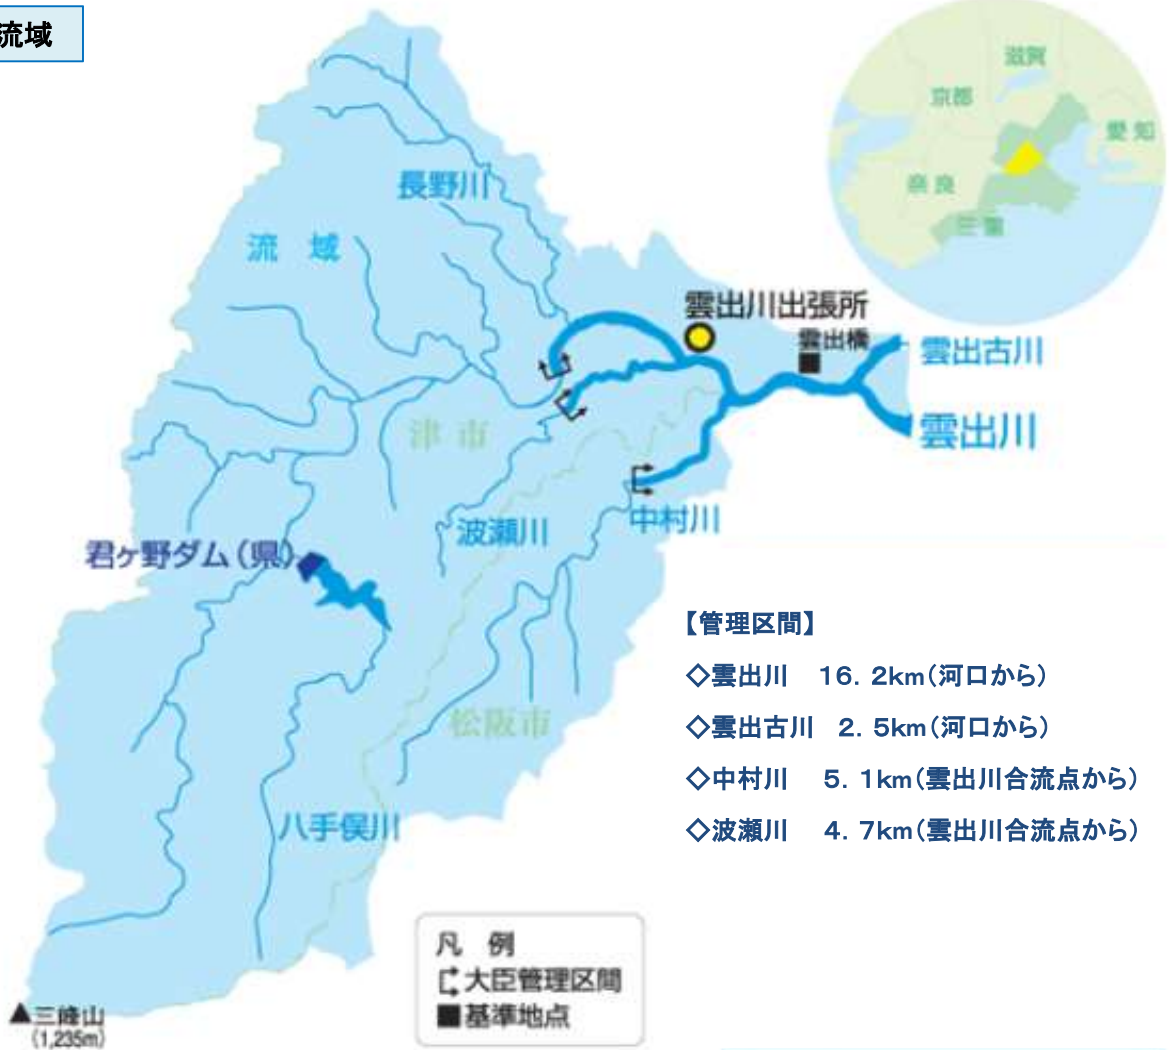 流域
滋賀
京都
愛知
奈良
三重
長野川
流域
雲出川出張所
雲出橋
雲出古川
雲出川
津市
波瀬川
中村川
君ヶ野ダム(県)
【管理区間】
◇雲出川 16.2km(河口から)
◇雲出古川 2.5km(河口から)
◇中村川 5.1km(雲出川合流点から)
◇波瀬川 4.7km(雲出川合流点から)
松阪市
八手俣川
凡例
大臣管理区間
■基準地点
▲三峰山
(1,235m)